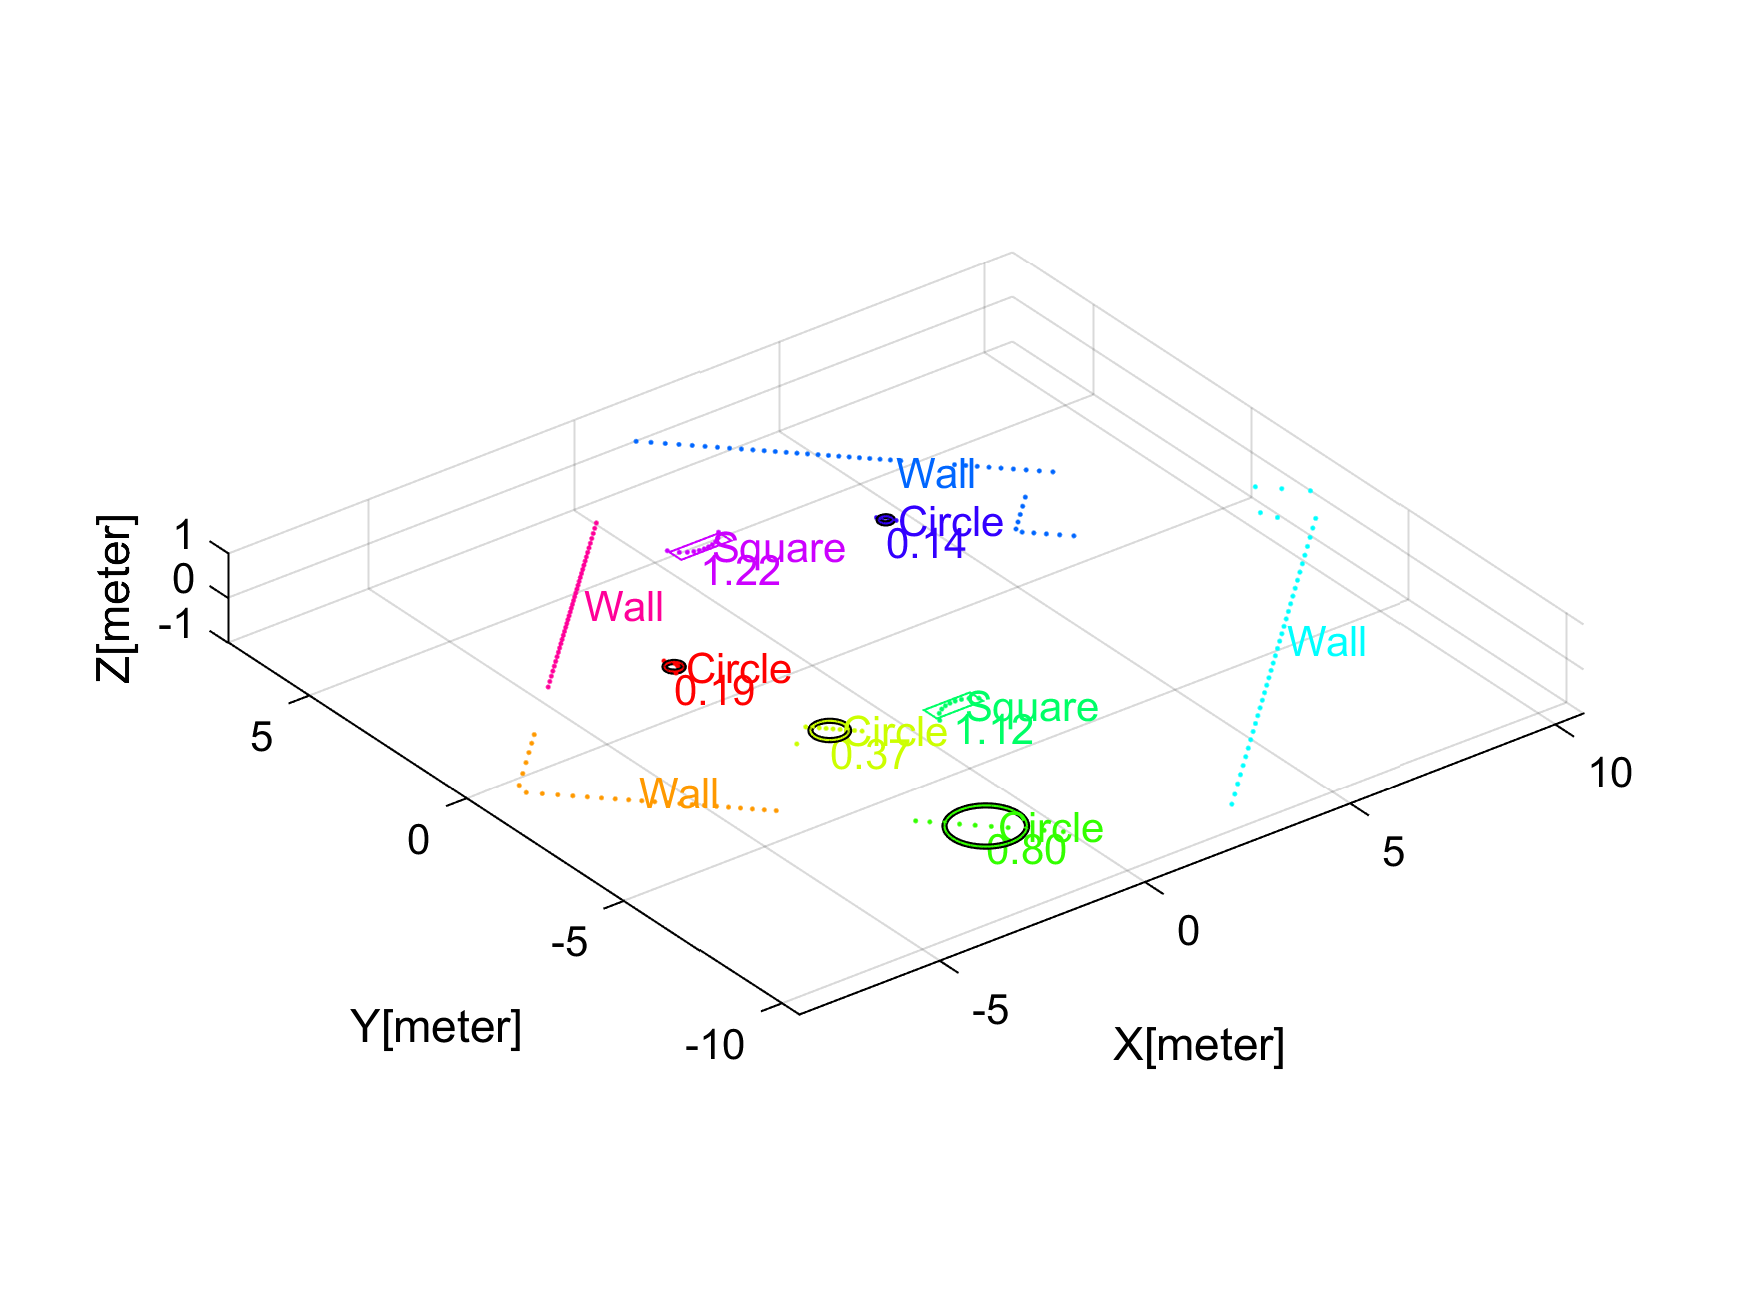 Wall
Circle
0.14
Square
1.22
Wall
Wall
Circle
0.19
Square
1.12
Circle
0.37
Wall
Circle
0.80
Z[meter]
1
0
-1
Y[meter]
5
0
-5
-10
X[meter]
-5
0
5
10